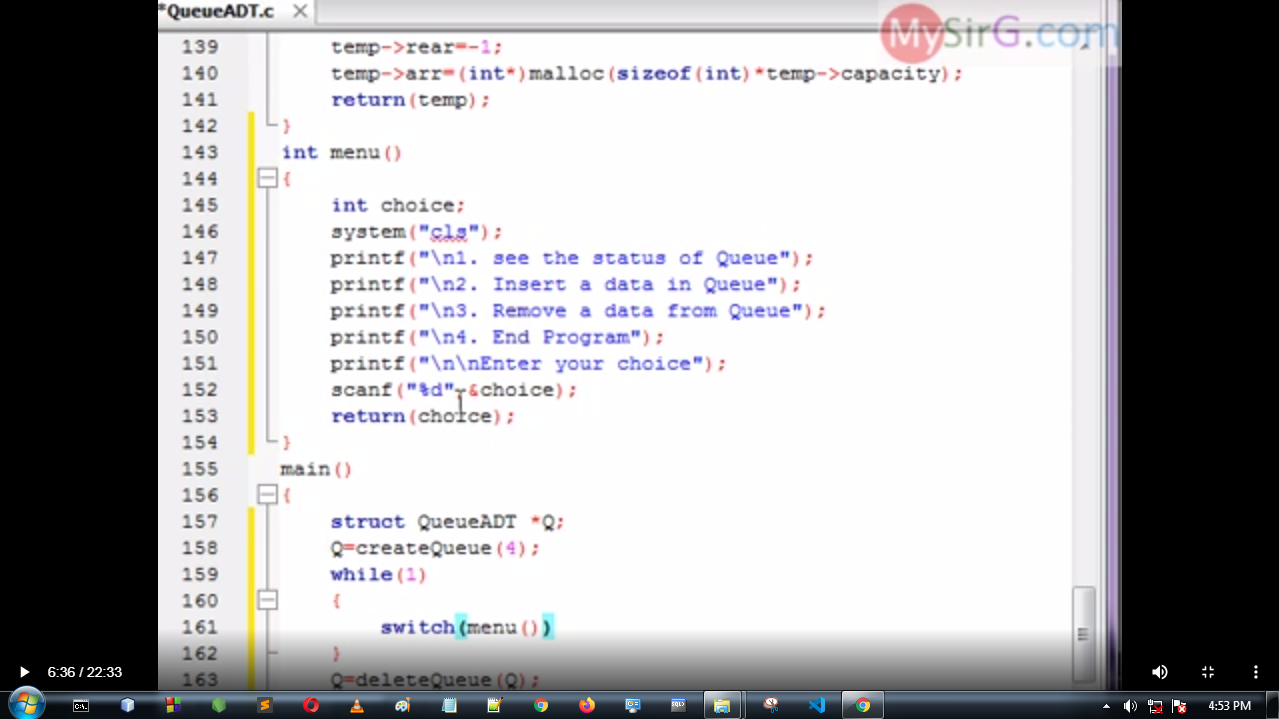 *QueueADT.c
MySirG.com
139 temp->rear=-1;
140 temp->arr=(int*)malloc(sizeof(int)*temp->capacity);
141 return(temp);
142 }
143 int menu()
144 {
145 int choice;
146 system("cls");
147 printf("\n1. see the status of Queue");
148 printf("\n2. Insert a data in Queue");
149 printf("\n3. Remove a data from Queue");
150 printf("\n4. End Program");
151 printf("\n\nEnter your choice");
152 scanf("%d",&choice);
153 return(choice);
154 }
155 main()
156 {
157 struct QueueADT *Q;
158 Q=createQueue(4);
159 while(1)
160 {
161 switch(menu())
162 }
163 Q=deleteQueue(Q);
6:36 / 22:33
4:53 PM